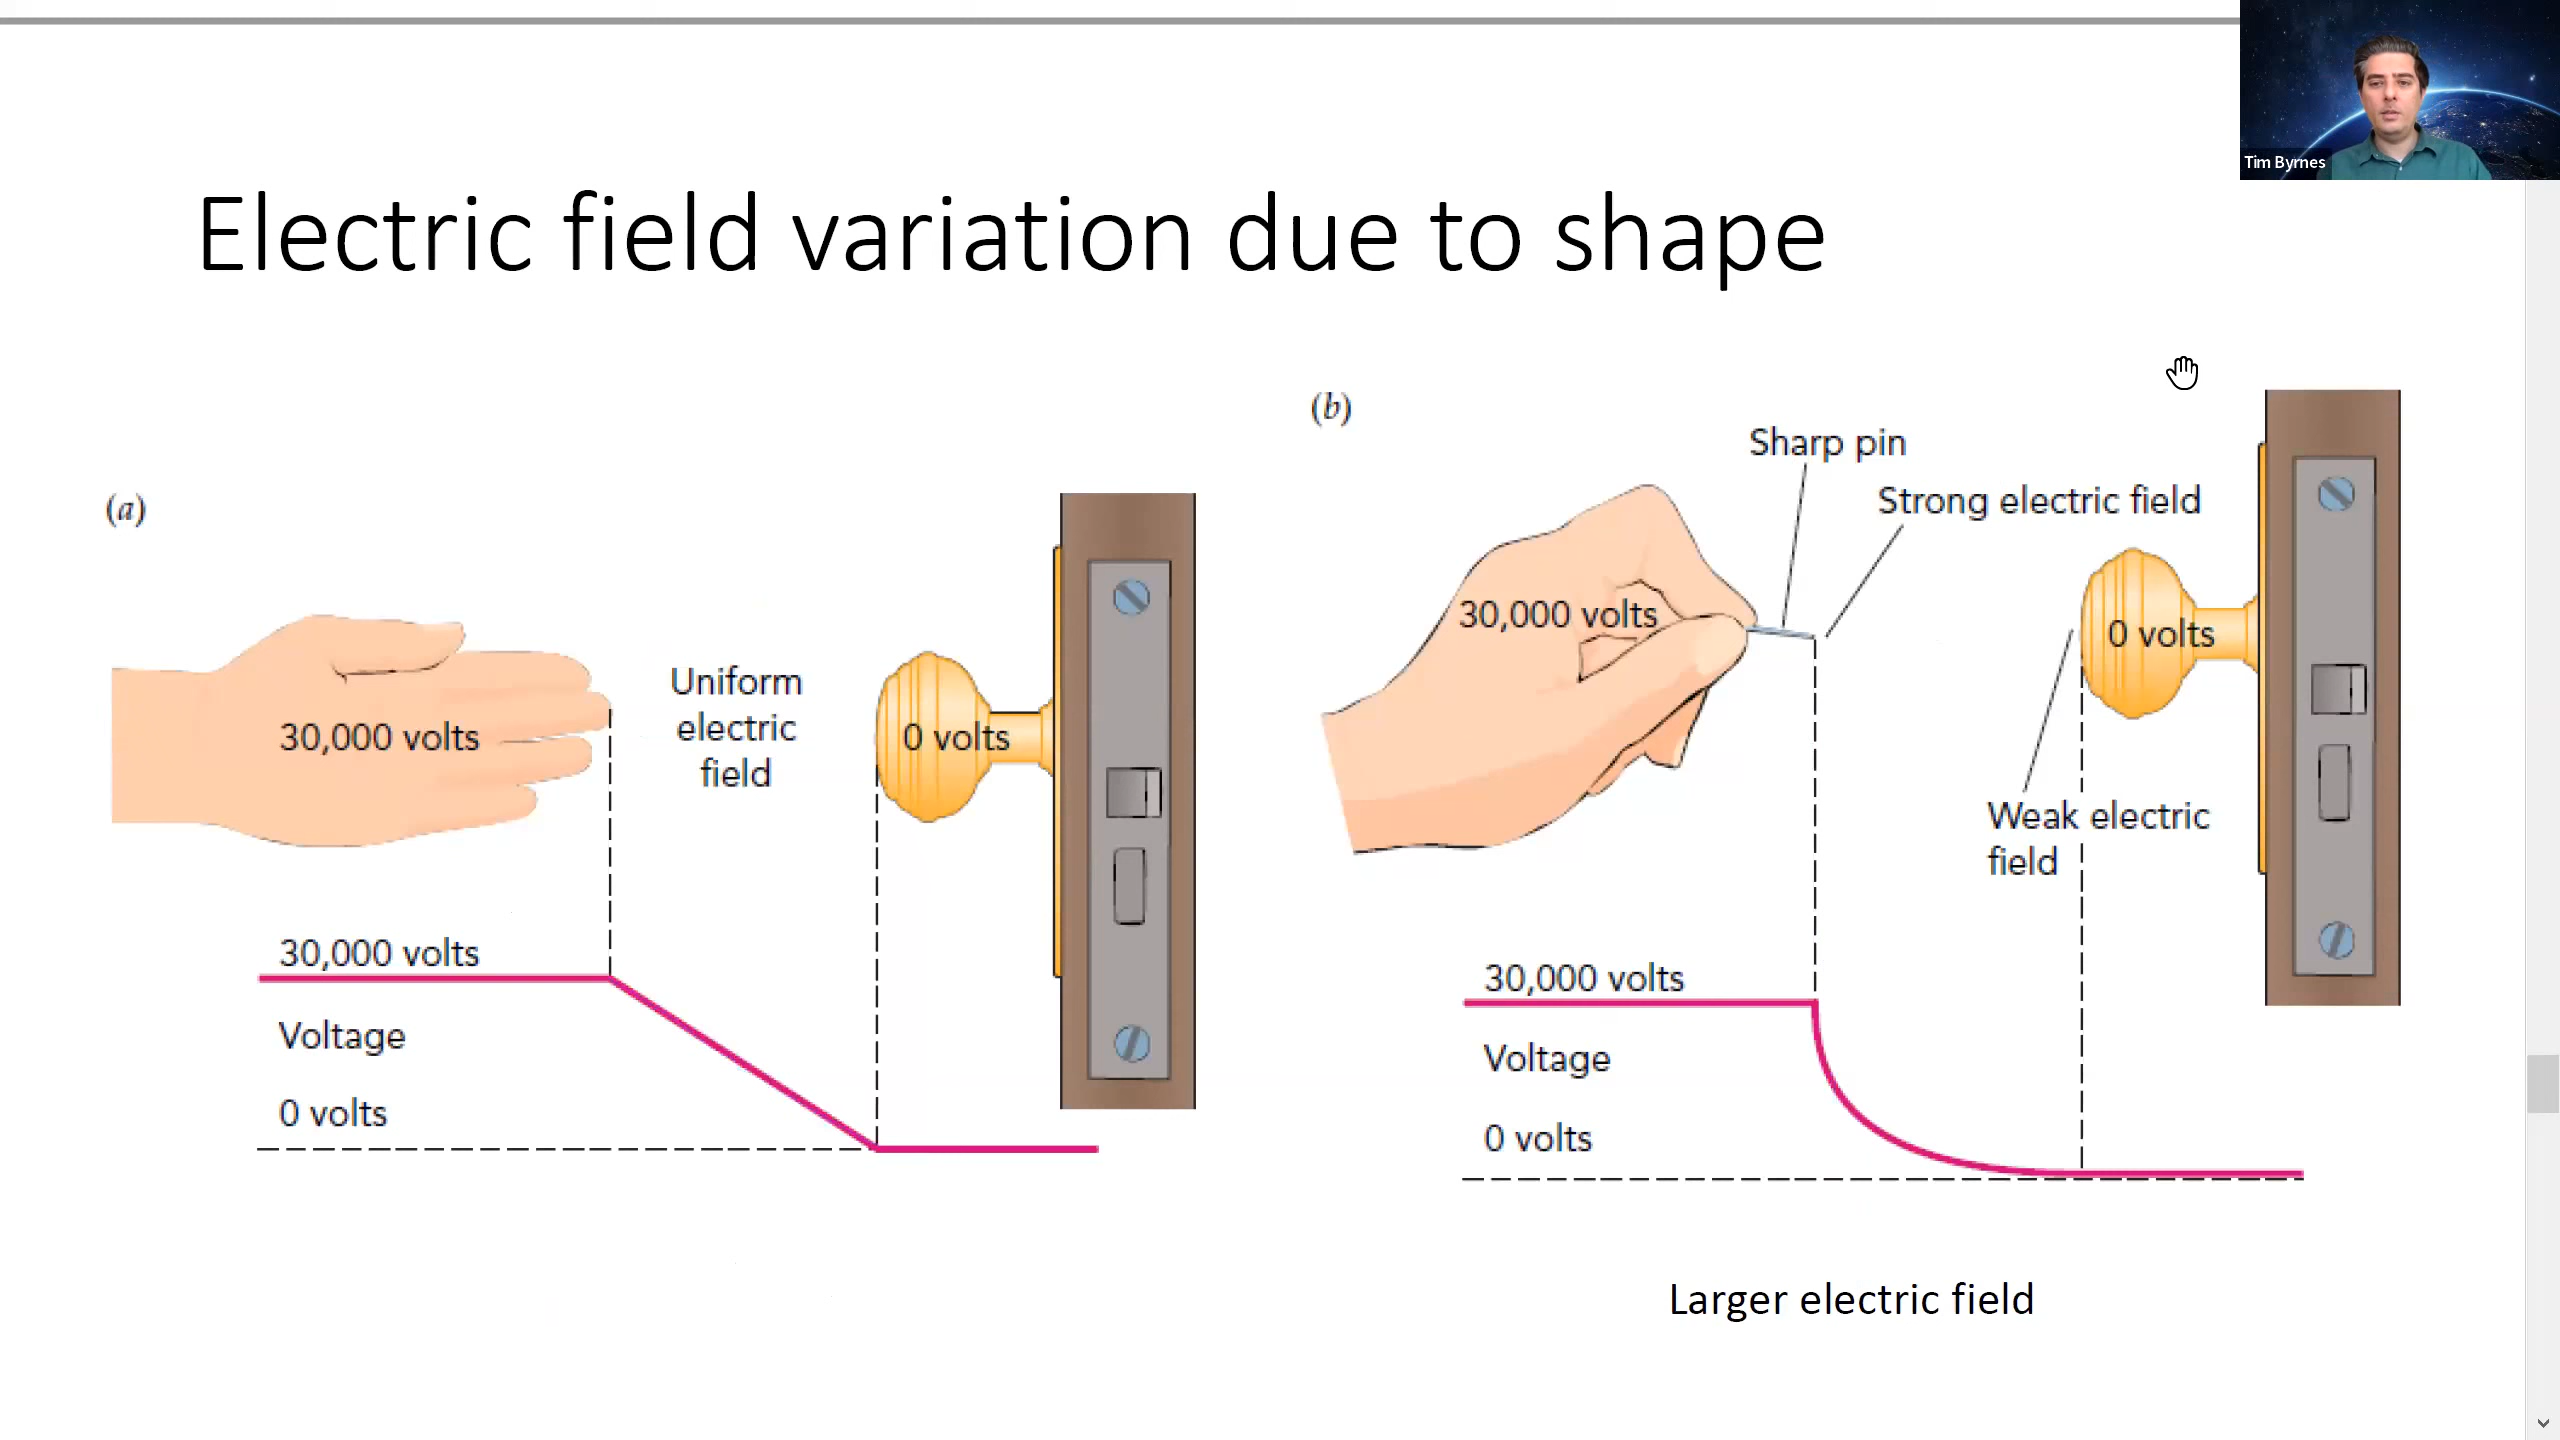 Tim Byrnes
Electric field variation due to shape
(a)
30,000 volts
Uniform
electric
field
0 volts
30,000 volts
Voltage
0 volts
(b)
Sharp pin
Strong electric field
30,000 volts
0 volts
Weak electric
field
30,000 volts
Voltage
0 volts
Larger electric field